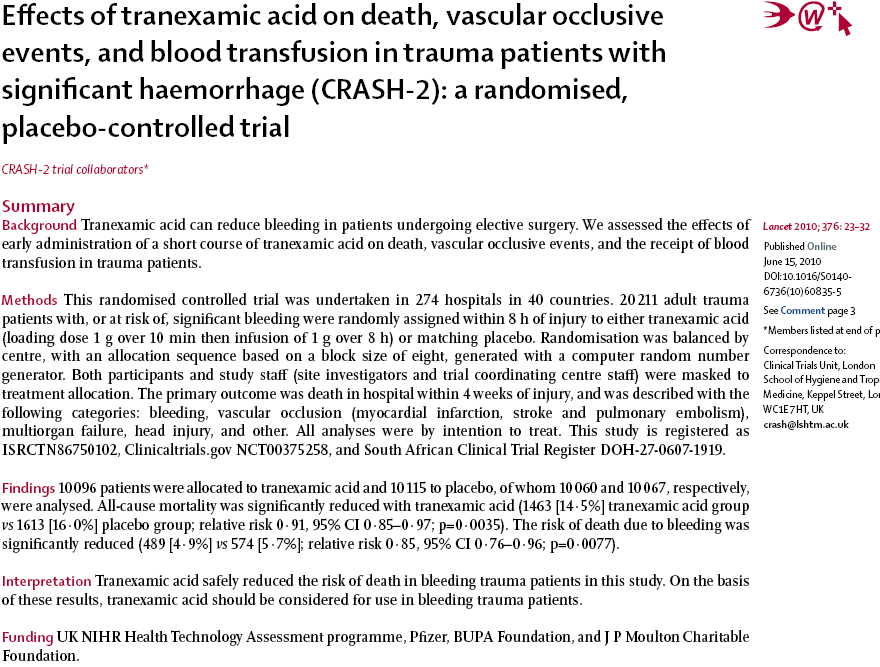 Effects of tranexamic acid on death, vascular occlusive
events, and blood transfusion in trauma patients with
significant haemorrhage (CRASH-2): a randomised,
placebo-controlled trial
CRASH-2 trial collaborators*
Summary
Background Tranexamic acid can reduce bleeding in patients undergoing elective surgery. We assessed the effects of
early administration of a short course of tranexamic acid on death, vascular occlusive events, and the receipt of blood
transfusion in trauma patients.
Methods This randomised controlled trial was undertaken in 274 hospitals in 40 countries. 20 211 adult trauma
patients with, or at risk of, significant bleeding were randomly assigned within 8 h of injury to either tranexamic acid
(loading dose 1 g over 10 min then infusion of 1 g over 8 h) or matching placebo. Randomisation was balanced by
centre, with an allocation sequence based on a block size of eight, generated with a computer random number
generator. Both participants and study staff (site investigators and trial coordinating centre staff) were masked to
treatment allocation. The primary outcome was death in hospital within 4 weeks of injury, and was described with the
following categories: bleeding, vascular occlusion (myocardial infarction, stroke and pulmonary embolism),
multiorgan failure, head injury, and other. All analyses were by intention to treat. This study is registered as
ISRCTN86750102, Clinicaltrials.gov NCT00375258, and South African Clinical Trial Register DOH-27-0607-1919.
Findings 10 096 patients were allocated to tranexamic acid and 10 115 to placebo, of whom 10 060 and 10 067, respectively,
were analysed. All-cause mortality was significantly reduced with tranexamic acid (1463 [14·5%] tranexamic acid group
vs 1613 [16·0%] placebo group; relative risk 0·91, 95% CI 0·85–0·97; p=0·0035). The risk of death due to bleeding was
significantly reduced (489 [4·9%] vs 574 [5·7%]; relative risk 0·85, 95% CI 0·76–0·96; p=0·0077).
Interpretation Tranexamic acid safely reduced the risk of death in bleeding trauma patients in this study. On the basis
of these results, tranexamic acid should be considered for use in bleeding trauma patients.
Funding UK NIHR Health Technology Assessment programme, Pfizer, BUPA Foundation, and J P Moulton Charitable
Foundation.
W
Lancet 2010; 376: 23–32
Published Online
June 15, 2010
DOI:10.1016/S0140-
6736(10)60835-5
See Comment page 3
*Members listed at end of p
Correspondence to:
Clinical Trials Unit, London
School of Hygiene and Tropi
Medicine, Keppel Street, Lon
WC1E 7HT, UK
crash@lshtm.ac.uk